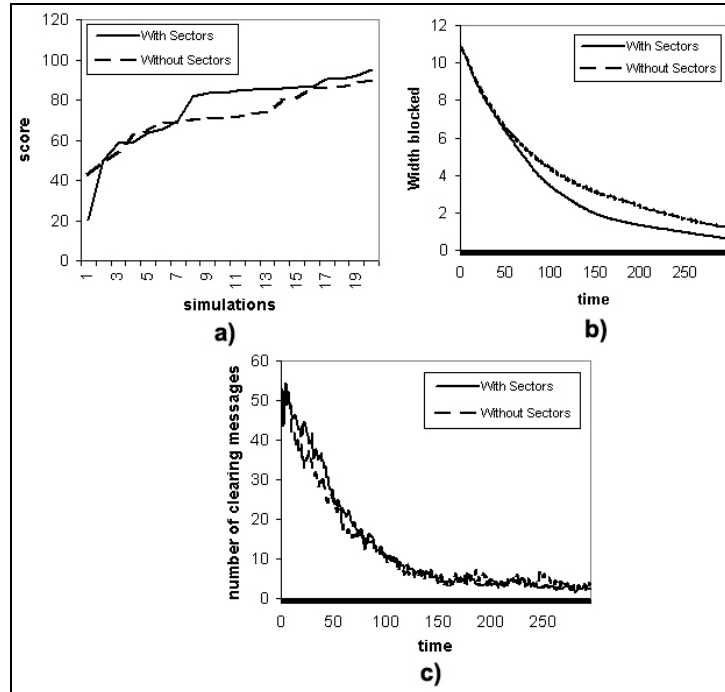 120
100
80
60
40
20
0
score
With Sectors
Without Sectors
1
3
5
7
9
11
13
15
17
19
simulations
a)
12
10
8
6
4
2
0
Width blocked
With Sectors
Without Sectors
0 50 100 150 200 250
time
b)
60
50
40
30
20
10
0
number of clearing messages
With Sectors
Without Sectors
0 50 100 150 200 250
time
c)